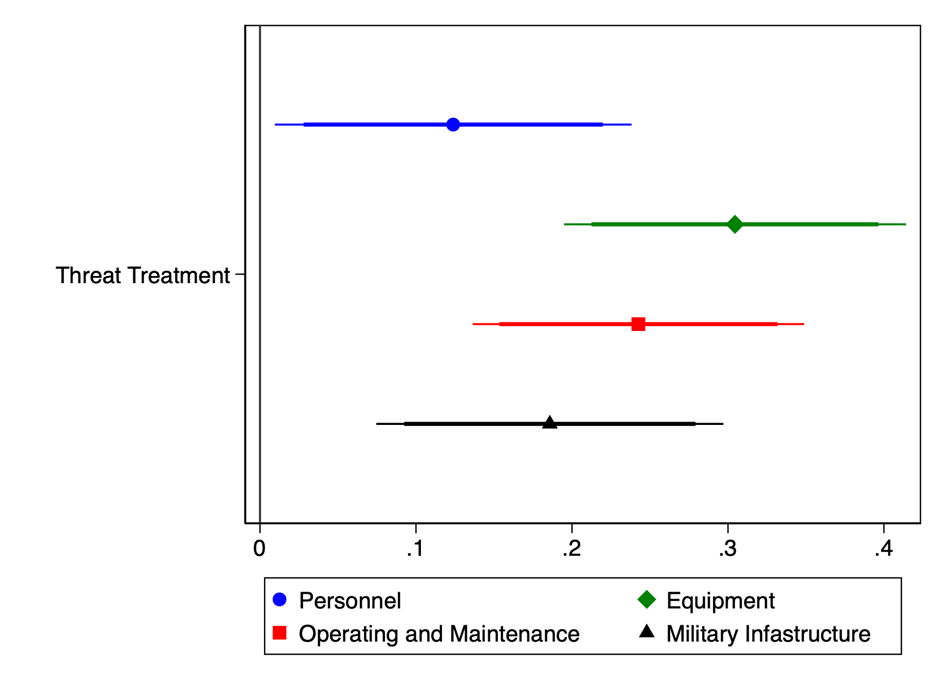 Threat Treatment
0 .1 .2 .3 .4
Personnel Equipment
Operating and Maintenance Military Infastructure